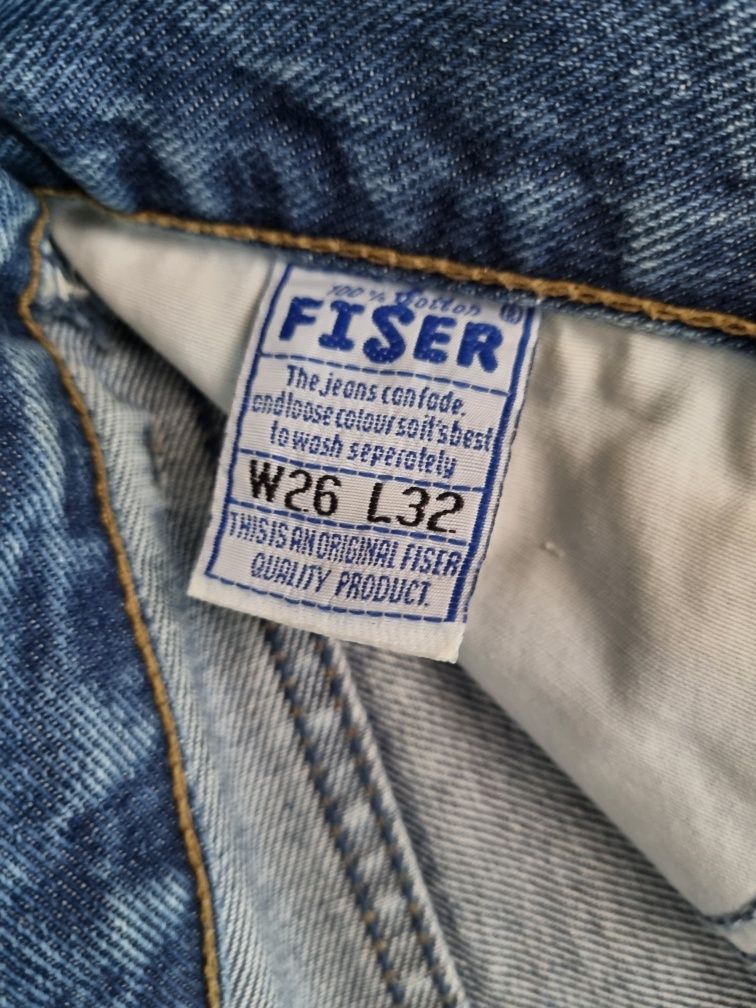 100% Cotton ®
FISER
The jeans can fade,
and loose colour so it's best
to wash seperately
W26 L32
THIS IS AN ORIGINAL FISER
QUALITY PRODUCT.